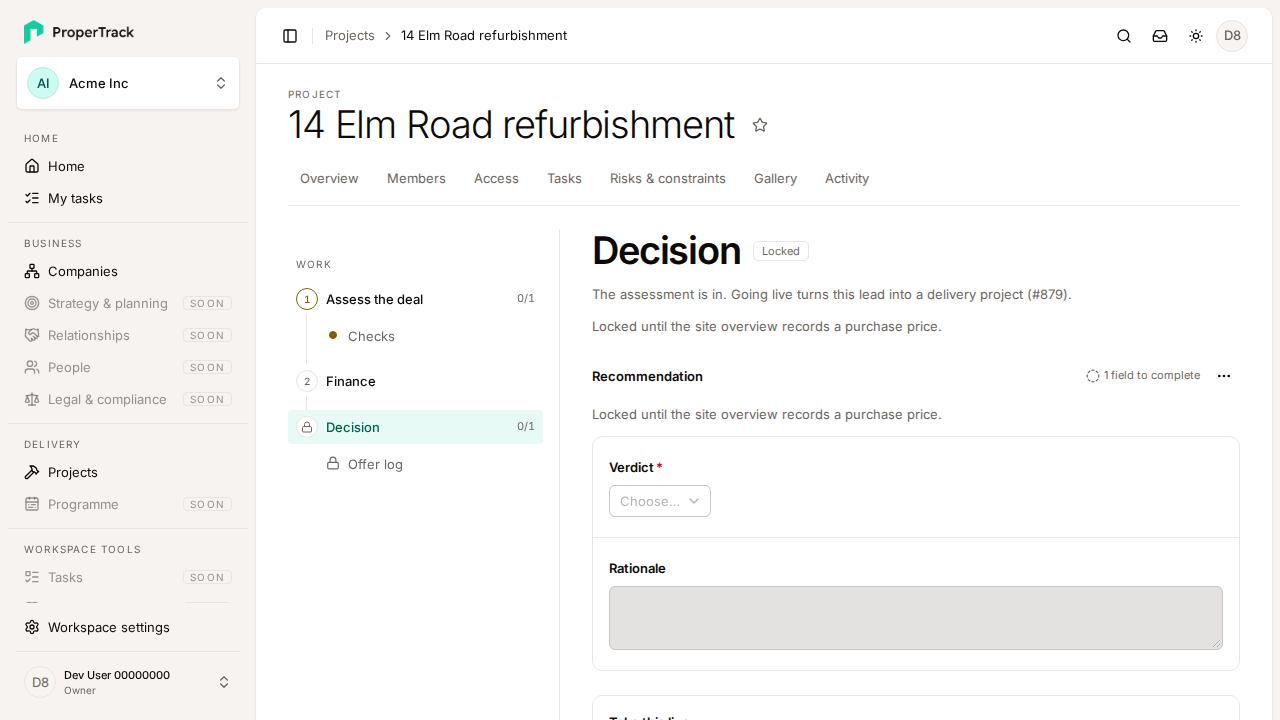 ProperTrack
AI
Acme Inc
HOME
Home
My tasks
BUSINESS
Companies
Strategy & planning SOON
Relationships SOON
People SOON
Legal & compliance SOON
DELIVERY
Projects
Programme SOON
WORKSPACE TOOLS
Tasks SOON
Workspace settings
D8
Dev User 00000000
Owner
Projects > 14 Elm Road refurbishment
D8
PROJECT
14 Elm Road refurbishment
Overview Members Access Tasks Risks & constraints Gallery Activity
WORK
1 Assess the deal 0/1
Checks
2 Finance
Decision 0/1
Offer log
Decision Locked
The assessment is in. Going live turns this lead into a delivery project (#879).
Locked until the site overview records a purchase price.
Recommendation 1 field to complete
Locked until the site overview records a purchase price.
Verdict *
Choose...
Rationale